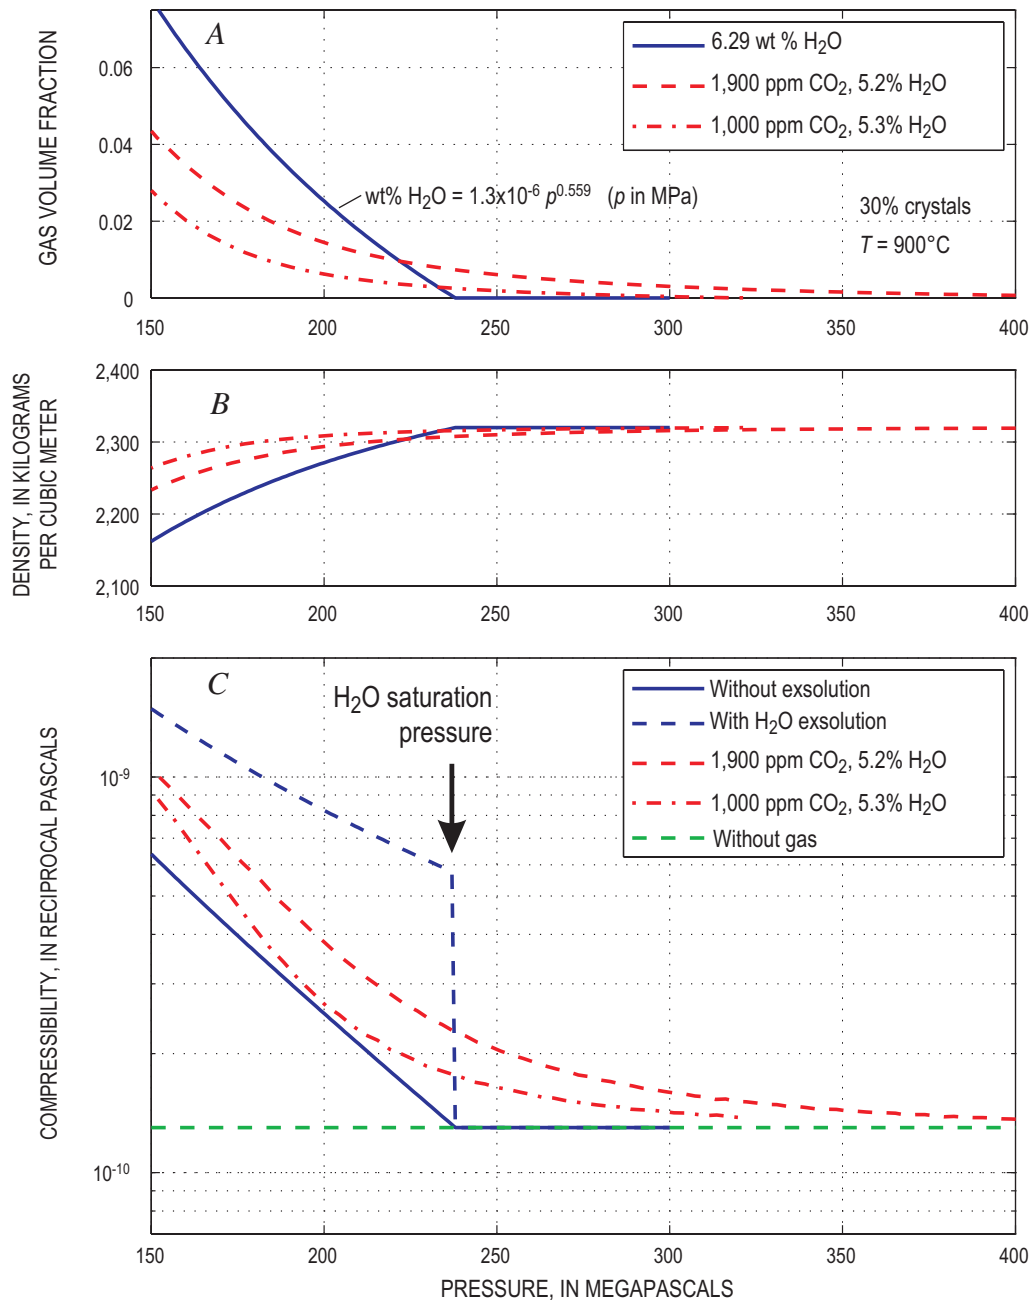 A
6.29 wt % H2O
1,900 ppm CO2, 5.2% H2O
1,000 ppm CO2, 5.3% H2O
wt% H2O = 1.3x10-6 p0.559 (p in MPa)
30% crystals
T = 900°C
GAS VOLUME FRACTION
0.06
0.04
0.02
0
150 200 250 300 350 400
B
DENSITY, IN KILOGRAMS
PER CUBIC METER
2,400
2,300
2,200
2,100
150 200 250 300 350 400
C
H2O saturation
pressure
Without exsolution
With H2O exsolution
1,900 ppm CO2, 5.2% H2O
1,000 ppm CO2, 5.3% H2O
Without gas
COMPRESSIBILITY, IN RECIPROCAL PASCALS
10-9
10-10
150 200 250 300 350 400
PRESSURE, IN MEGAPASCALS